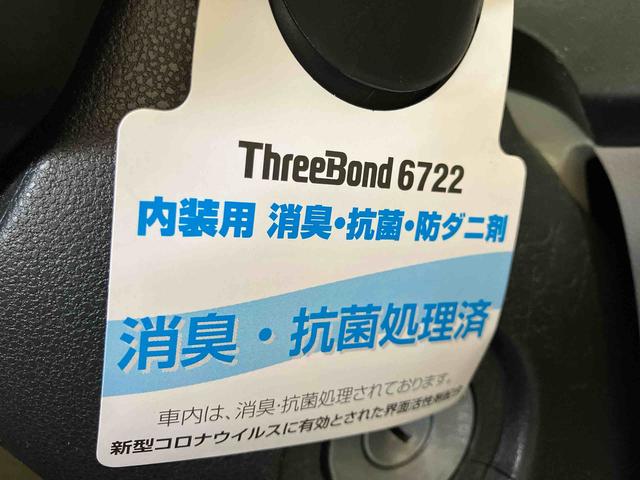 ThreeBond 6722
内装用 消臭・抗菌・防ダニ剤
消臭・抗菌処理済
車内は、消臭・抗菌処理されております。
新型コロナウイルスに有効とされた界面活性剤配合